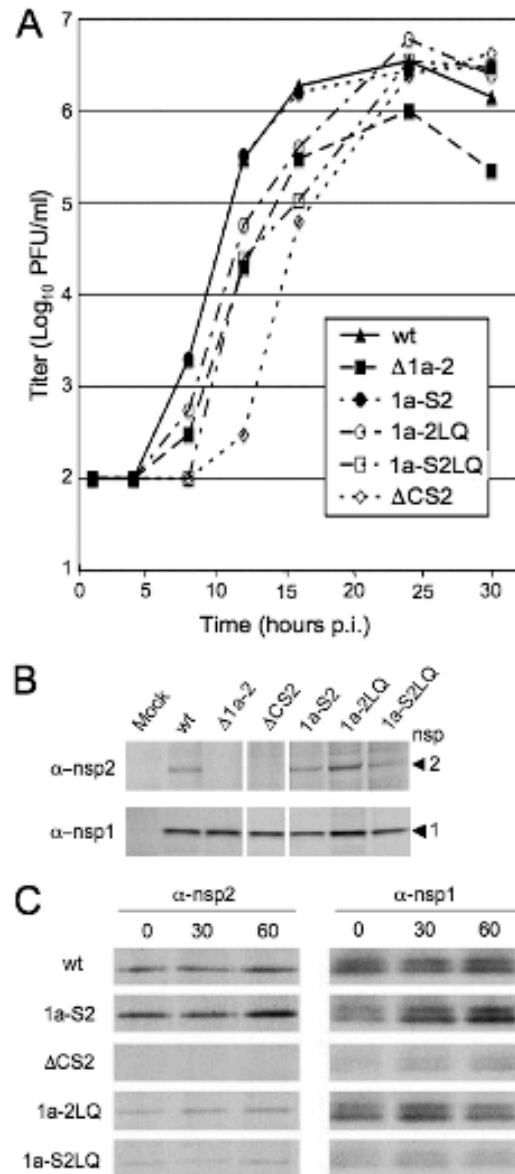 A
Titer (Log10 PFU/ml)
7
6
5
4
3
2
1
wt
Δ1a-2
1a-S2
1a-2LQ
1a-S2LQ
ΔCS2
0 5 10 15 20 25 30
Time (hours p.i.)
B
Mock wt Δ1a-2 ΔCS2 1a-S2 1a-2LQ 1a-S2LQ
nsp
α-nsp2 2
α-nsp1 1
C
α-nsp2 α-nsp1
0 30 60 0 30 60
wt
1a-S2
ΔCS2
1a-2LQ
1a-S2LQ